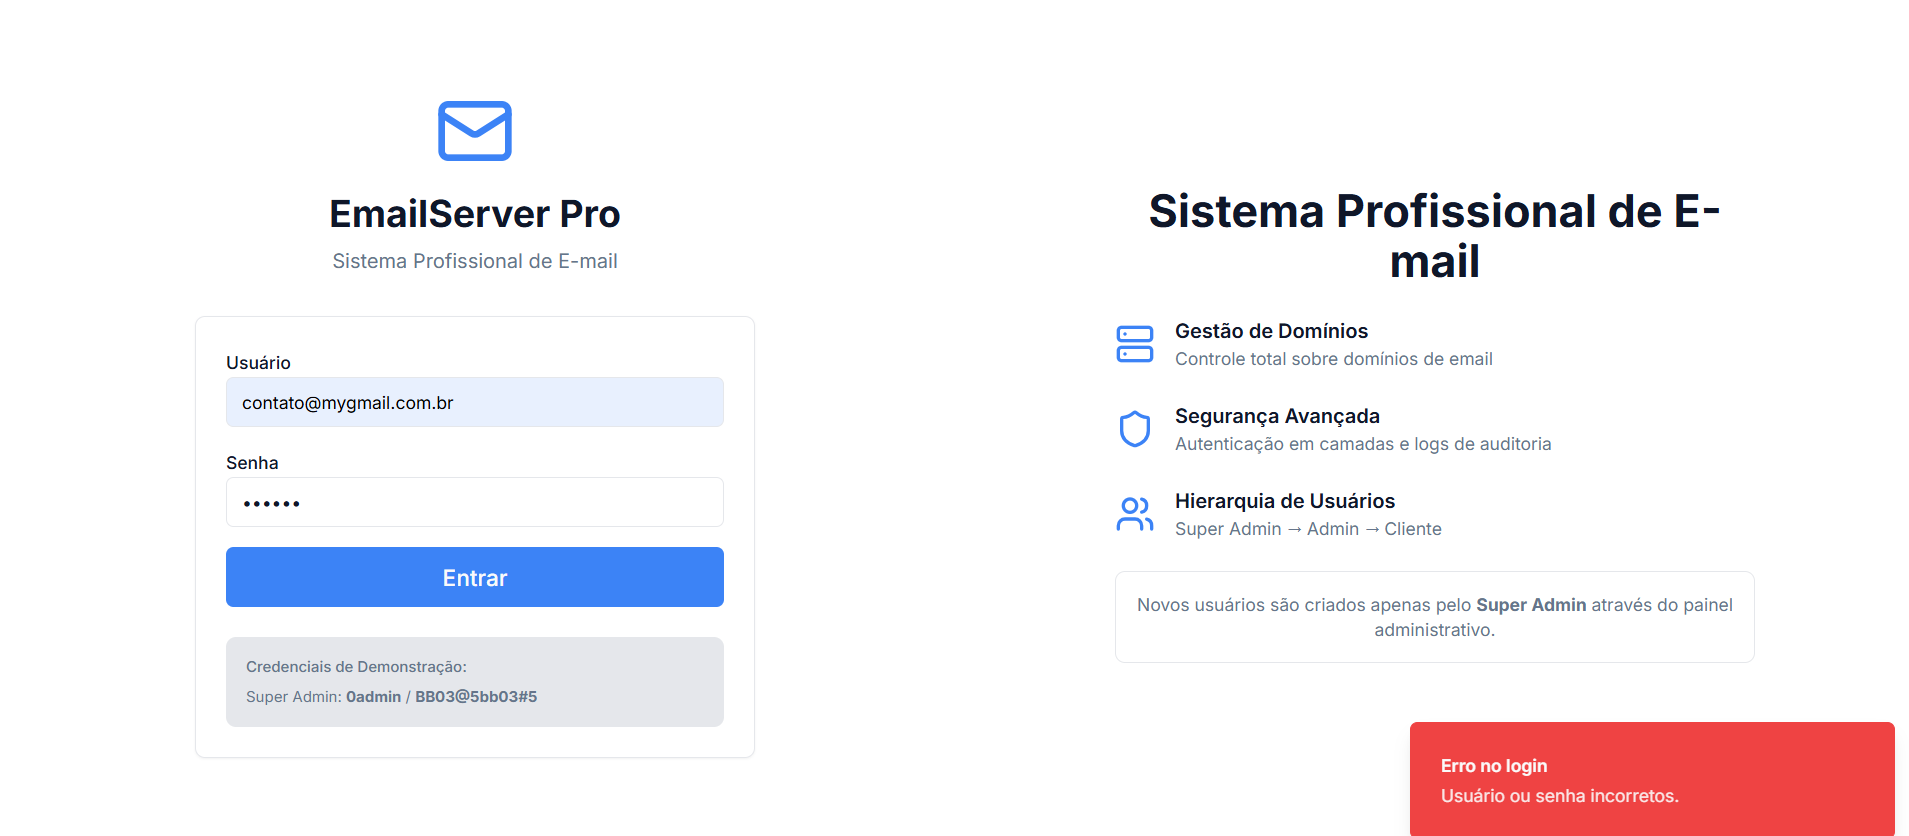 EmailServer Pro
Sistema Profissional de E-mail
Usuário
contato@mygmail.com.br
Senha
••••••
Entrar
Credenciais de Demonstração:
Super Admin: 0admin / BB03@5bb03#5
Sistema Profissional de E-
mail
Gestão de Domínios
Controle total sobre domínios de email
Segurança Avançada
Autenticação em camadas e logs de auditoria
Hierarquia de Usuários
Super Admin → Admin → Cliente
Novos usuários são criados apenas pelo Super Admin através do painel
administrativo.
Erro no login
Usuário ou senha incorretos.